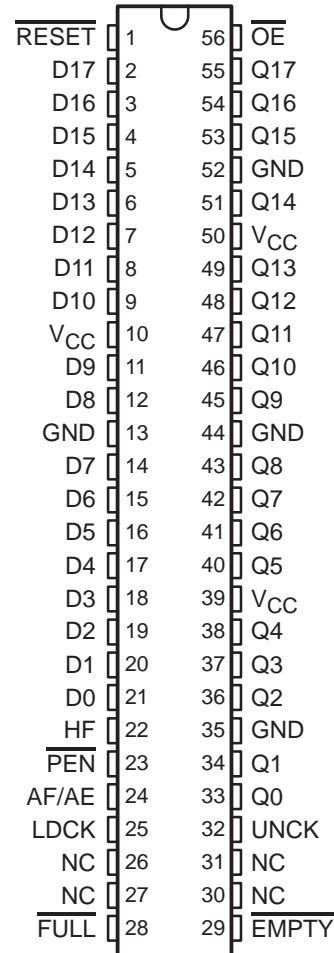 RESET 1 56 OE
D17 2 55 Q17
D16 3 54 Q16
D15 4 53 Q15
D14 5 52 GND
D13 6 51 Q14
D12 7 50 VCC
D11 8 49 Q13
D10 9 48 Q12
VCC 10 47 Q11
D9 11 46 Q10
D8 12 45 Q9
GND 13 44 GND
D7 14 43 Q8
D6 15 42 Q7
D5 16 41 Q6
D4 17 40 Q5
D3 18 39 VCC
D2 19 38 Q4
D1 20 37 Q3
D0 21 36 Q2
HF 22 35 GND
PEN 23 34 Q1
AF/AE 24 33 Q0
LDCK 25 32 UNCK
NC 26 31 NC
NC 27 30 NC
FULL 28 29 EMPTY